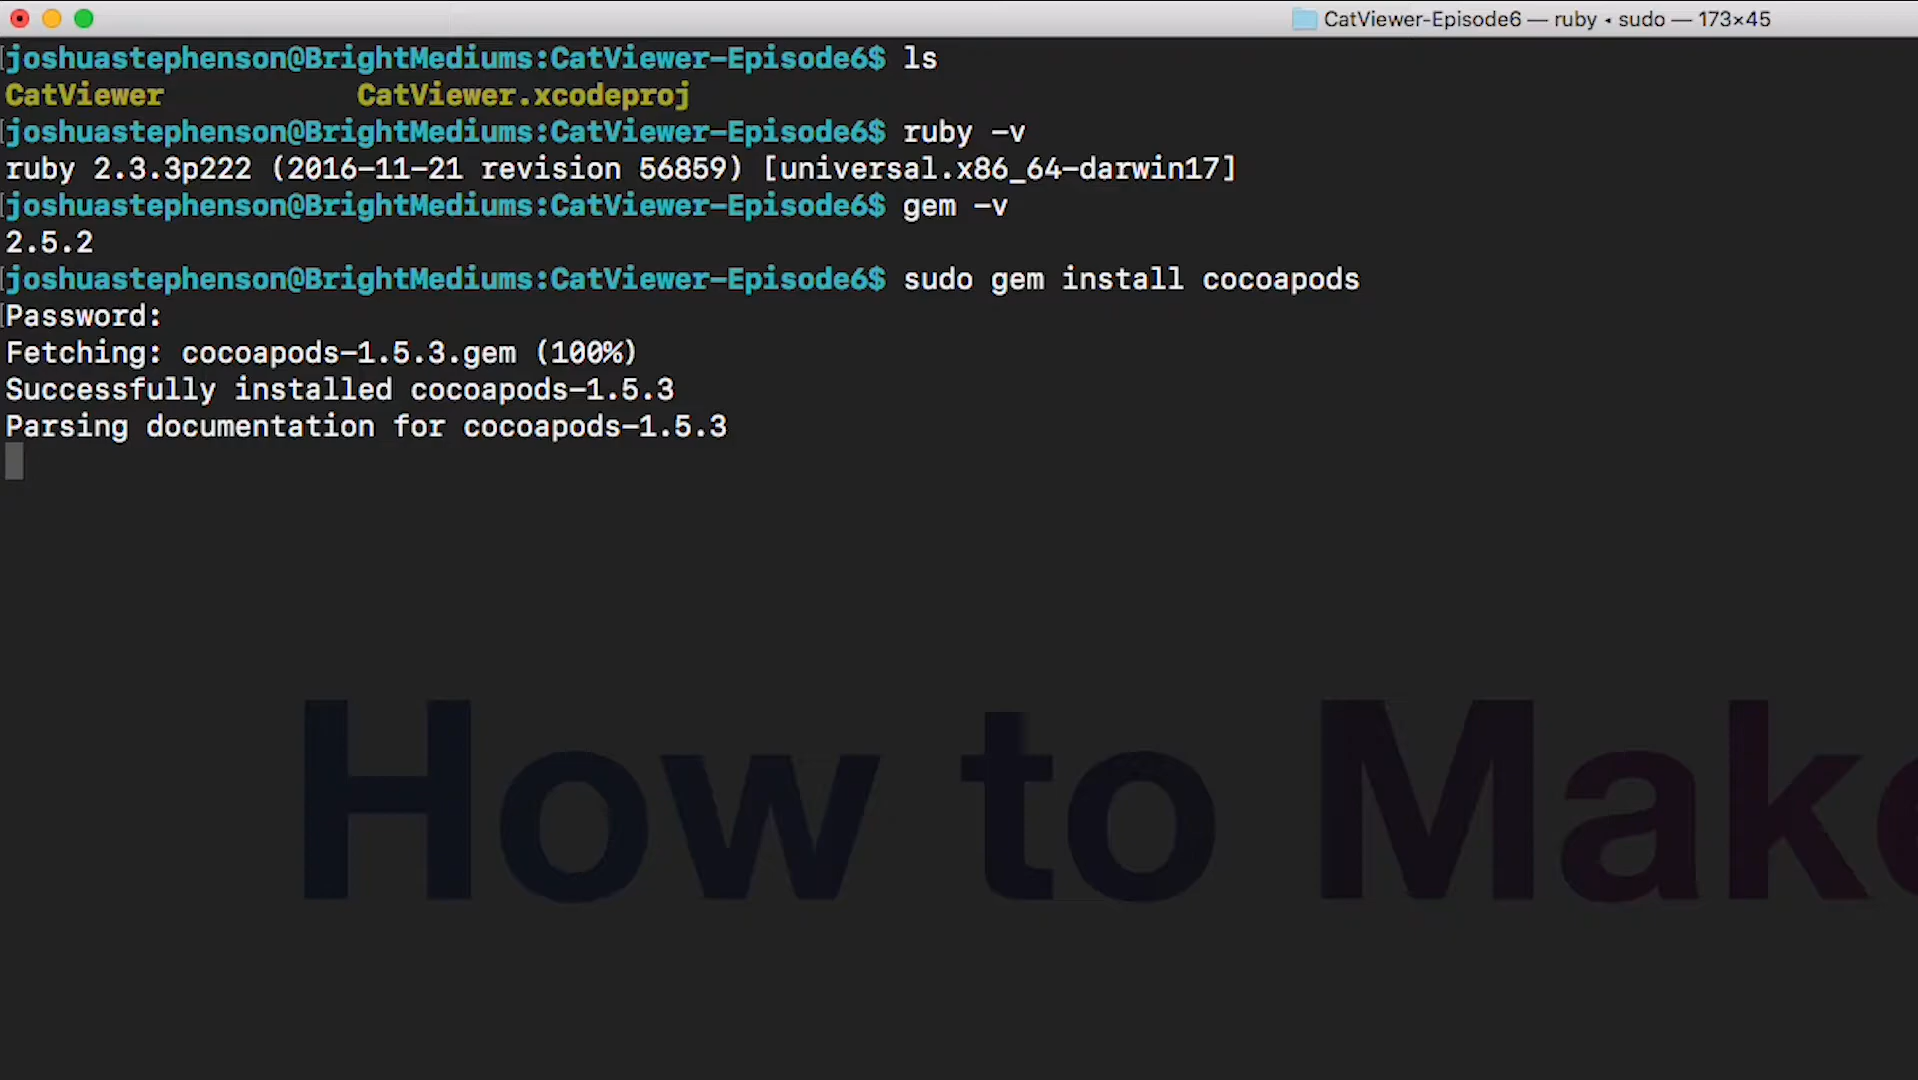 CatViewer-Episode6 — ruby ◂ sudo — 173×45
joshuastephenson@BrightMediums:CatViewer-Episode6$ ls
CatViewer CatViewer.xcodeproj
joshuastephenson@BrightMediums:CatViewer-Episode6$ ruby -v
ruby 2.3.3p222 (2016-11-21 revision 56859) [universal.x86_64-darwin17]
joshuastephenson@BrightMediums:CatViewer-Episode6$ gem -v
2.5.2
joshuastephenson@BrightMediums:CatViewer-Episode6$ sudo gem install cocoapods
Password:
Fetching: cocoapods-1.5.3.gem (100%)
Successfully installed cocoapods-1.5.3
Parsing documentation for cocoapods-1.5.3
How to Make